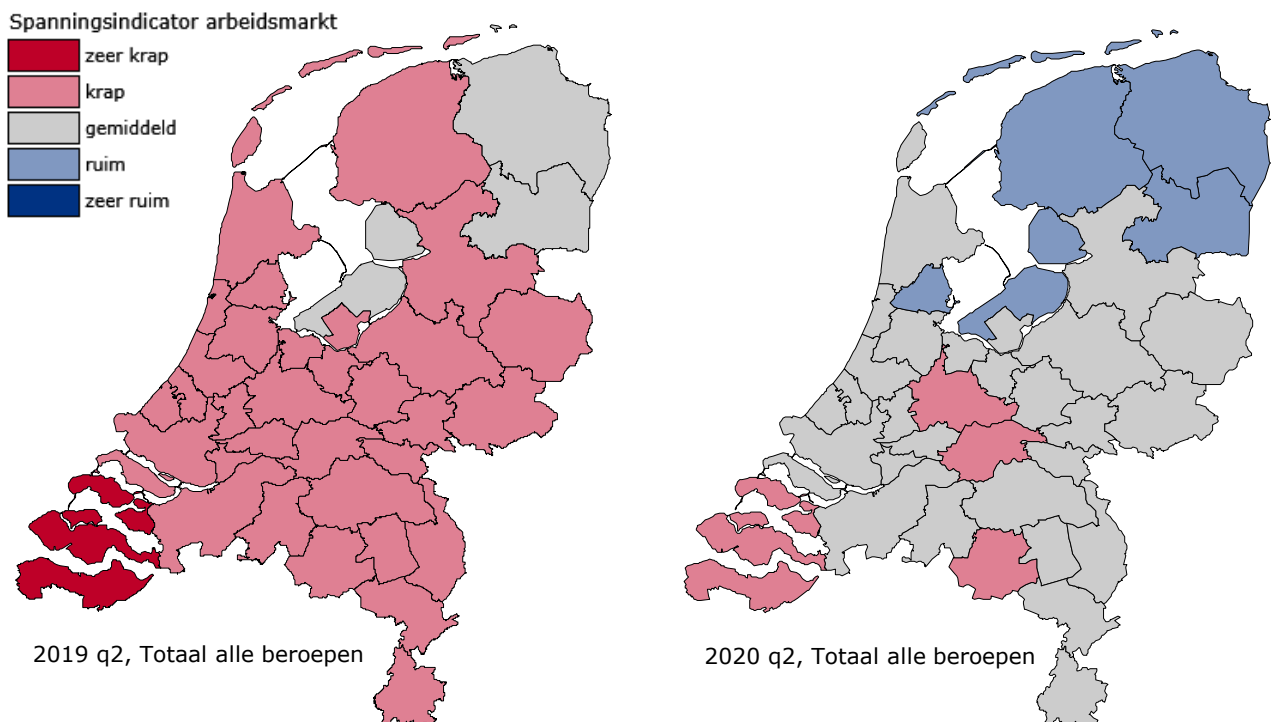 Spanningsindicator arbeidsmarkt
zeer krap
krap
gemiddeld
ruim
zeer ruim
2019 q2, Totaal alle beroepen
2020 q2, Totaal alle beroepen